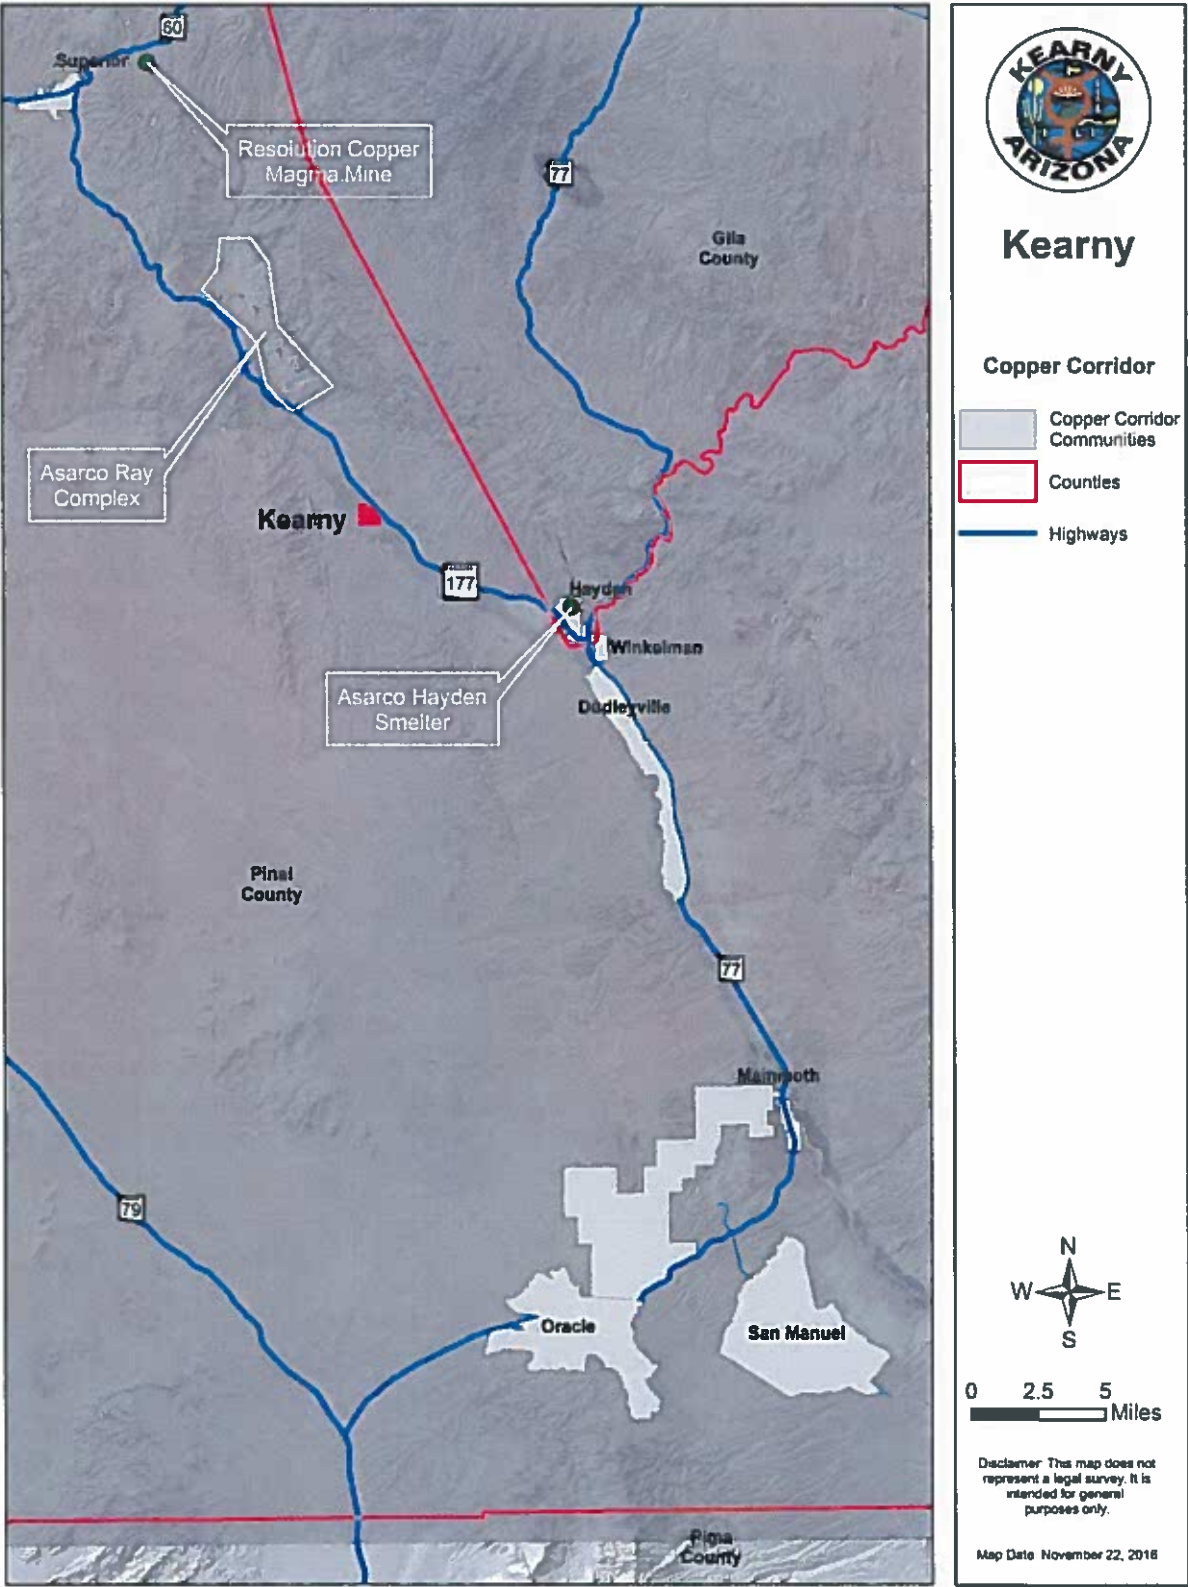 60
Superior
Resolution Copper
Magma Mine
77
Gila
County
Asarco Ray
Complex
Kearny
177
Hayden
Winkelman
Asarco Hayden
Smelter
Dudleyville
Pinal
County
77
Mammoth
79
Oracle
San Manuel
Pima
County
KEARNY
ARIZONA
Kearny
Copper Corridor
Copper Corridor
Communities
Counties
Highways
N
W E
S
0 2.5 5
Miles
Disclaimer: This map does not
represent a legal survey. It is
intended for general
purposes only.
Map Date: November 22, 2016